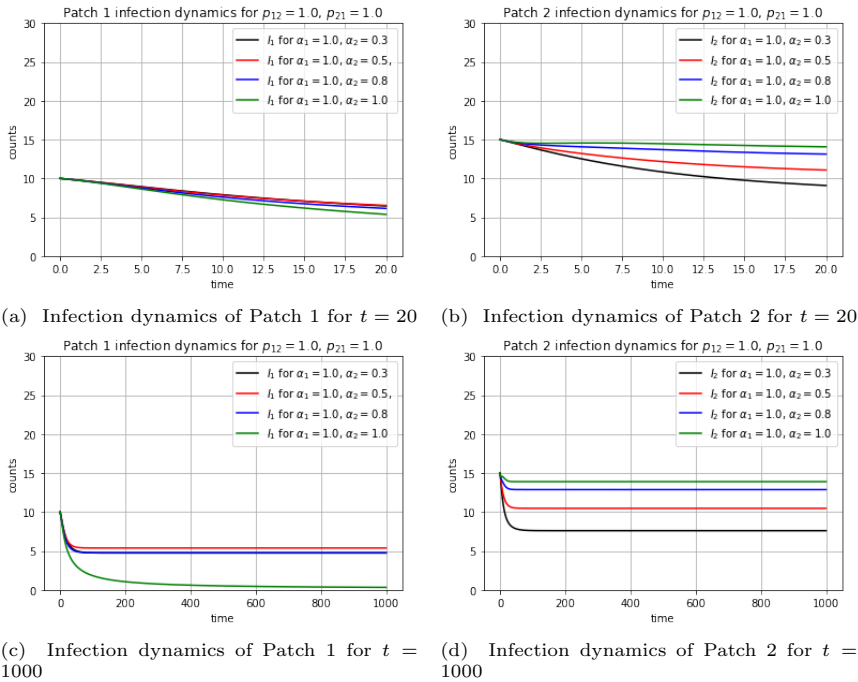 Patch 1 infection dynamics for p₁₂ = 1.0, p₂₁ = 1.0
30
25
20
15
10
5
0
counts
I₁ for α₁ = 1.0, α₂ = 0.3
I₁ for α₁ = 1.0, α₂ = 0.5,
I₁ for α₁ = 1.0, α₂ = 0.8
I₁ for α₁ = 1.0, α₂ = 1.0
0.0 2.5 5.0 7.5 10.0 12.5 15.0 17.5 20.0
time
(a) Infection dynamics of Patch 1 for t = 20
Patch 2 infection dynamics for p₁₂ = 1.0, p₂₁ = 1.0
30
25
20
15
10
5
0
counts
I₂ for α₁ = 1.0, α₂ = 0.3
I₂ for α₁ = 1.0, α₂ = 0.5
I₂ for α₁ = 1.0, α₂ = 0.8
I₂ for α₁ = 1.0, α₂ = 1.0
0.0 2.5 5.0 7.5 10.0 12.5 15.0 17.5 20.0
time
(b) Infection dynamics of Patch 2 for t = 20
Patch 1 infection dynamics for p₁₂ = 1.0, p₂₁ = 1.0
30
25
20
15
10
5
0
counts
I₁ for α₁ = 1.0, α₂ = 0.3
I₁ for α₁ = 1.0, α₂ = 0.5,
I₁ for α₁ = 1.0, α₂ = 0.8
I₁ for α₁ = 1.0, α₂ = 1.0
0 200 400 600 800 1000
time
(c) Infection dynamics of Patch 1 for t =
1000
Patch 2 infection dynamics for p₁₂ = 1.0, p₂₁ = 1.0
30
25
20
15
10
5
0
counts
I₂ for α₁ = 1.0, α₂ = 0.3
I₂ for α₁ = 1.0, α₂ = 0.5
I₂ for α₁ = 1.0, α₂ = 0.8
I₂ for α₁ = 1.0, α₂ = 1.0
0 200 400 600 800 1000
time
(d) Infection dynamics of Patch 2 for t =
1000